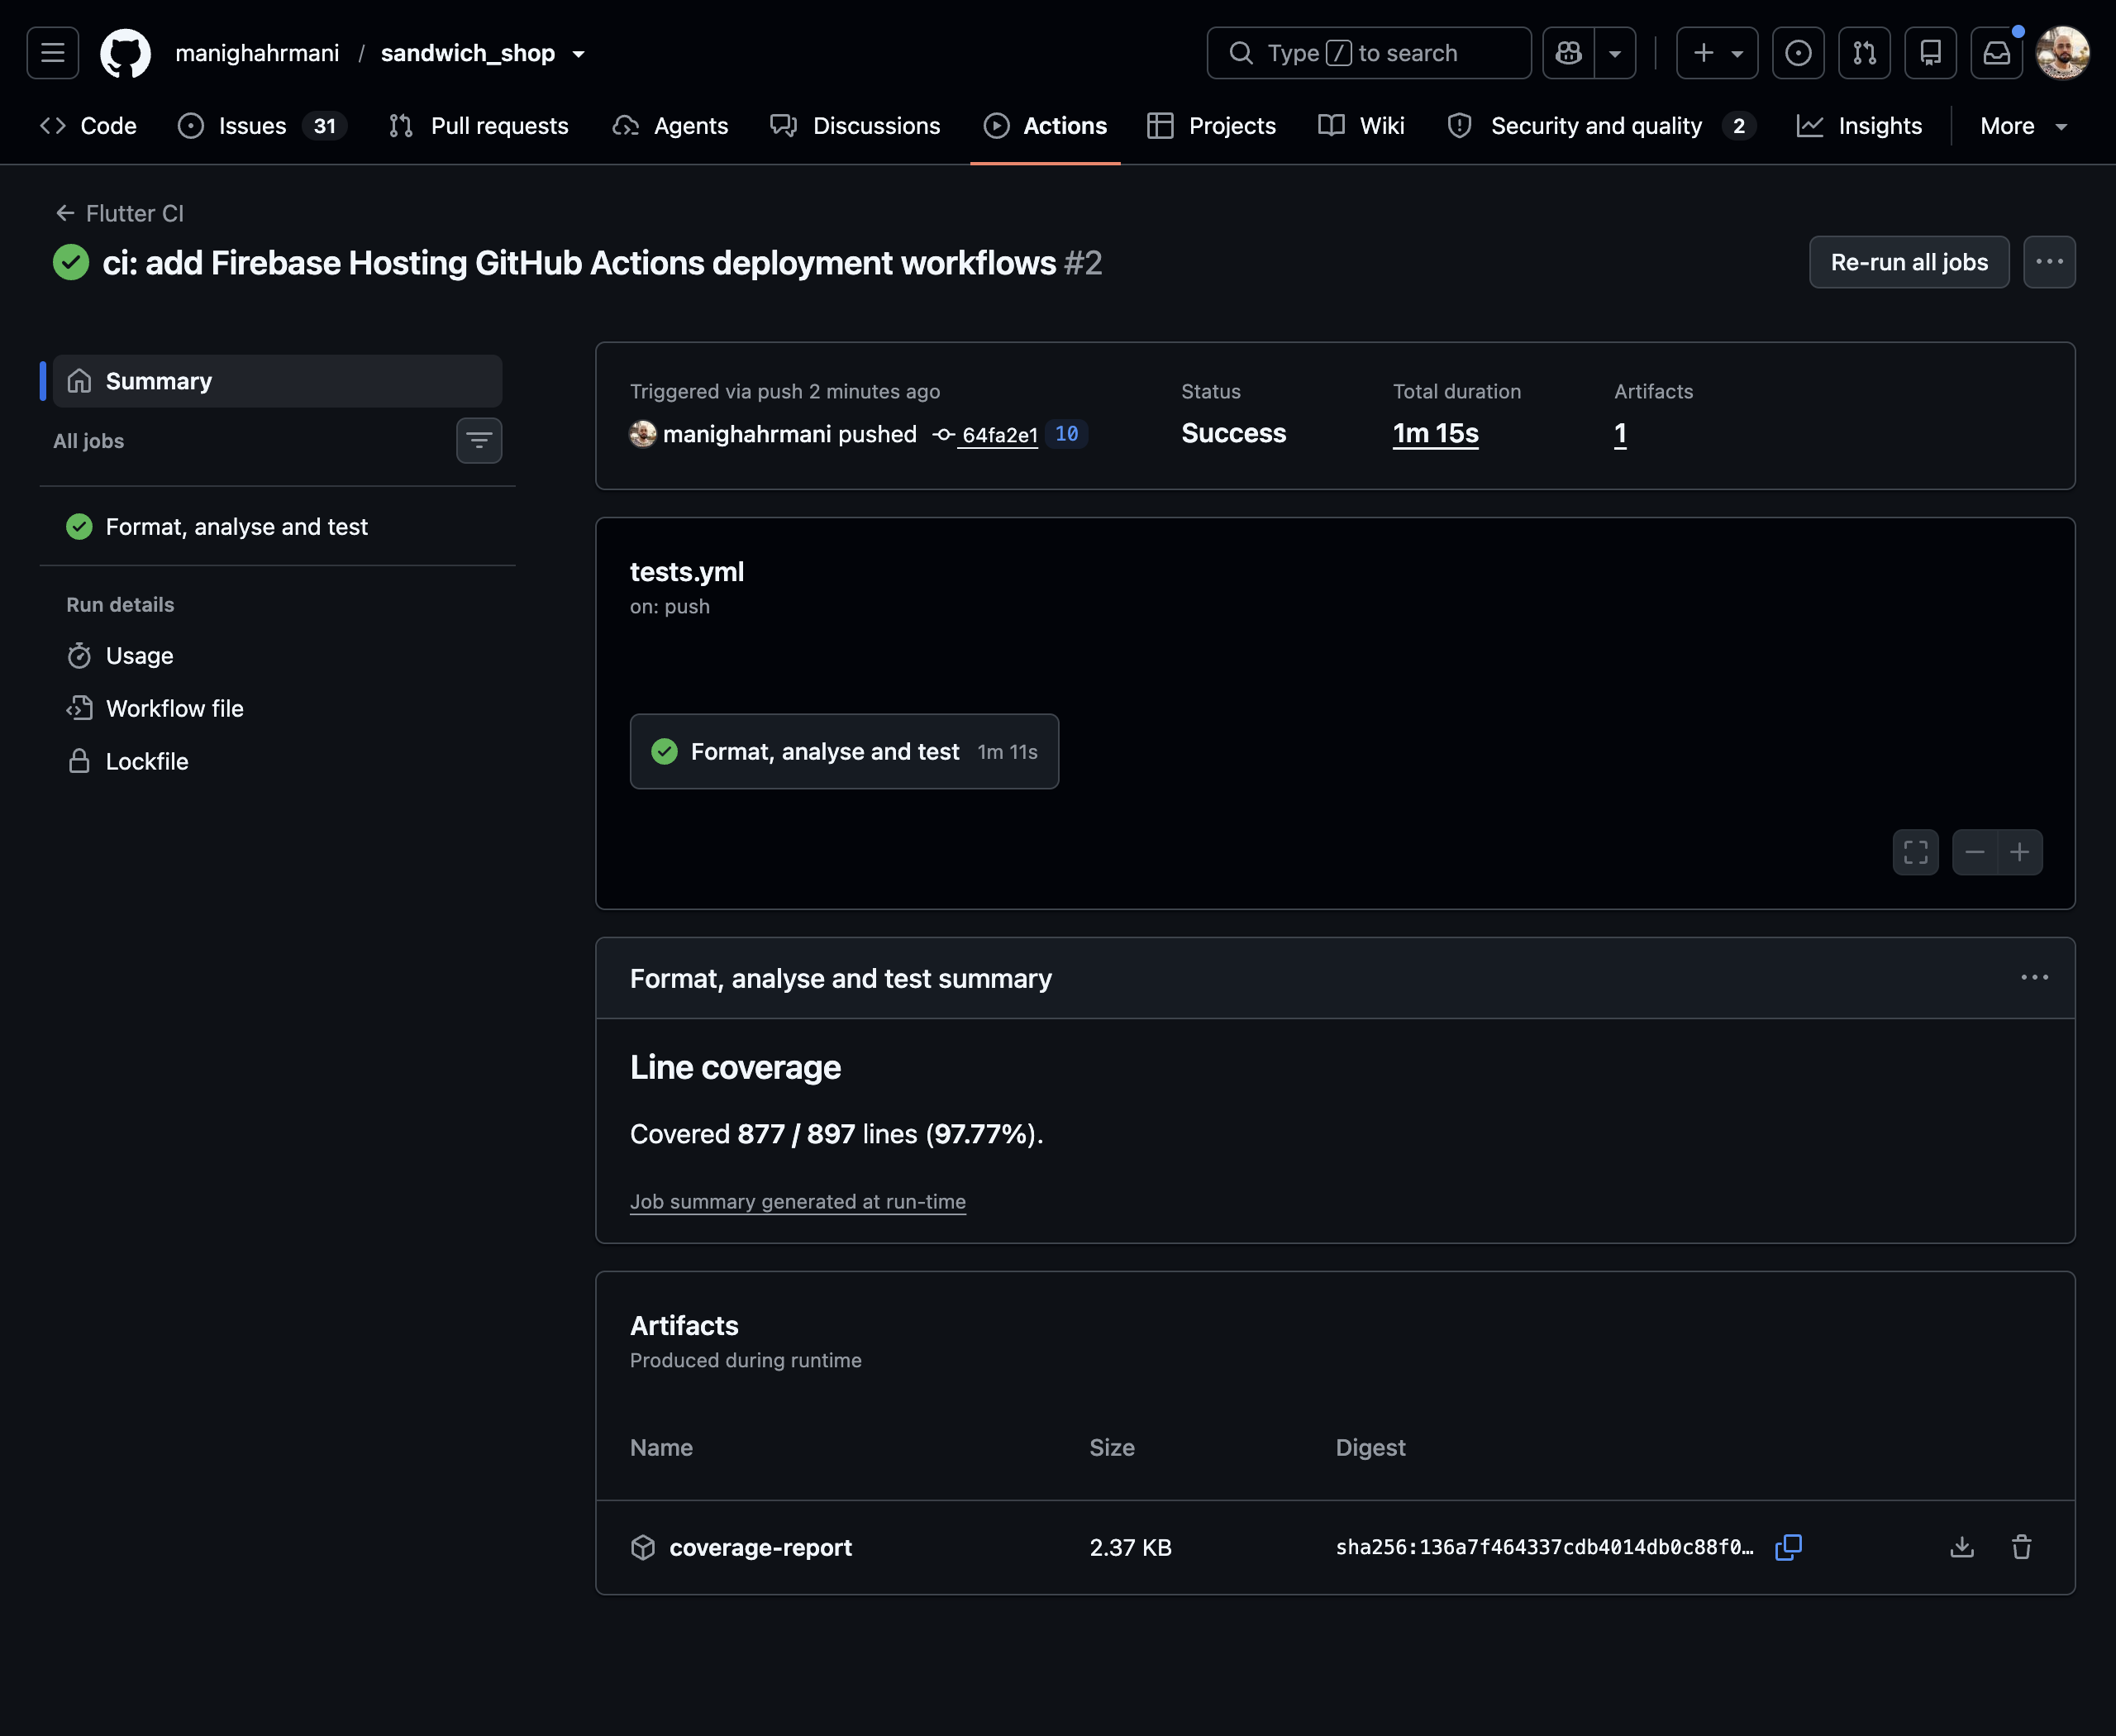 manighahrmani / sandwich_shop
Type / to search
Code
Issues 31
Pull requests
Agents
Discussions
Actions
Projects
Wiki
Security and quality 2
Insights
More
Flutter CI
ci: add Firebase Hosting GitHub Actions deployment workflows #2
Re-run all jobs
Summary
All jobs
Format, analyse and test
Run details
Usage
Workflow file
Lockfile
Triggered via push 2 minutes ago
manighahrmani pushed 64fa2e1 10
Status
Success
Total duration
1m 15s
Artifacts
1
tests.yml
on: push
Format, analyse and test 1m 11s
Format, analyse and test summary
Line coverage
Covered 877 / 897 lines (97.77%).
Job summary generated at run-time
Artifacts
Produced during runtime
Name Size Digest
coverage-report 2.37 KB sha256:136a7f464337cdb4014db0c88f0…